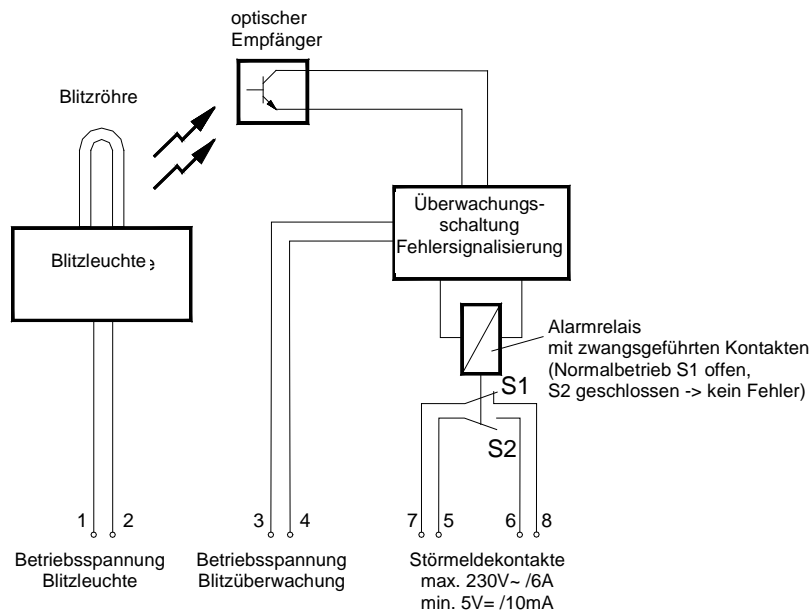 optischer
Empfänger
Blitzröhre
Überwachungs-
schaltung
Fehlersignalisierung
Blitzleuchte e
Alarmrelais
mit zwangsgeführten Kontakten
(Normalbetrieb S1 offen,
S2 geschlossen -> kein Fehler)
S1
S2
1 2 3 4 7 5 6 8
Betriebsspannung
Blitzleuchte
Betriebsspannung
Blitzüberwachung
Störmeldekontakte
max. 230V~ /6A
min. 5V= /10mA